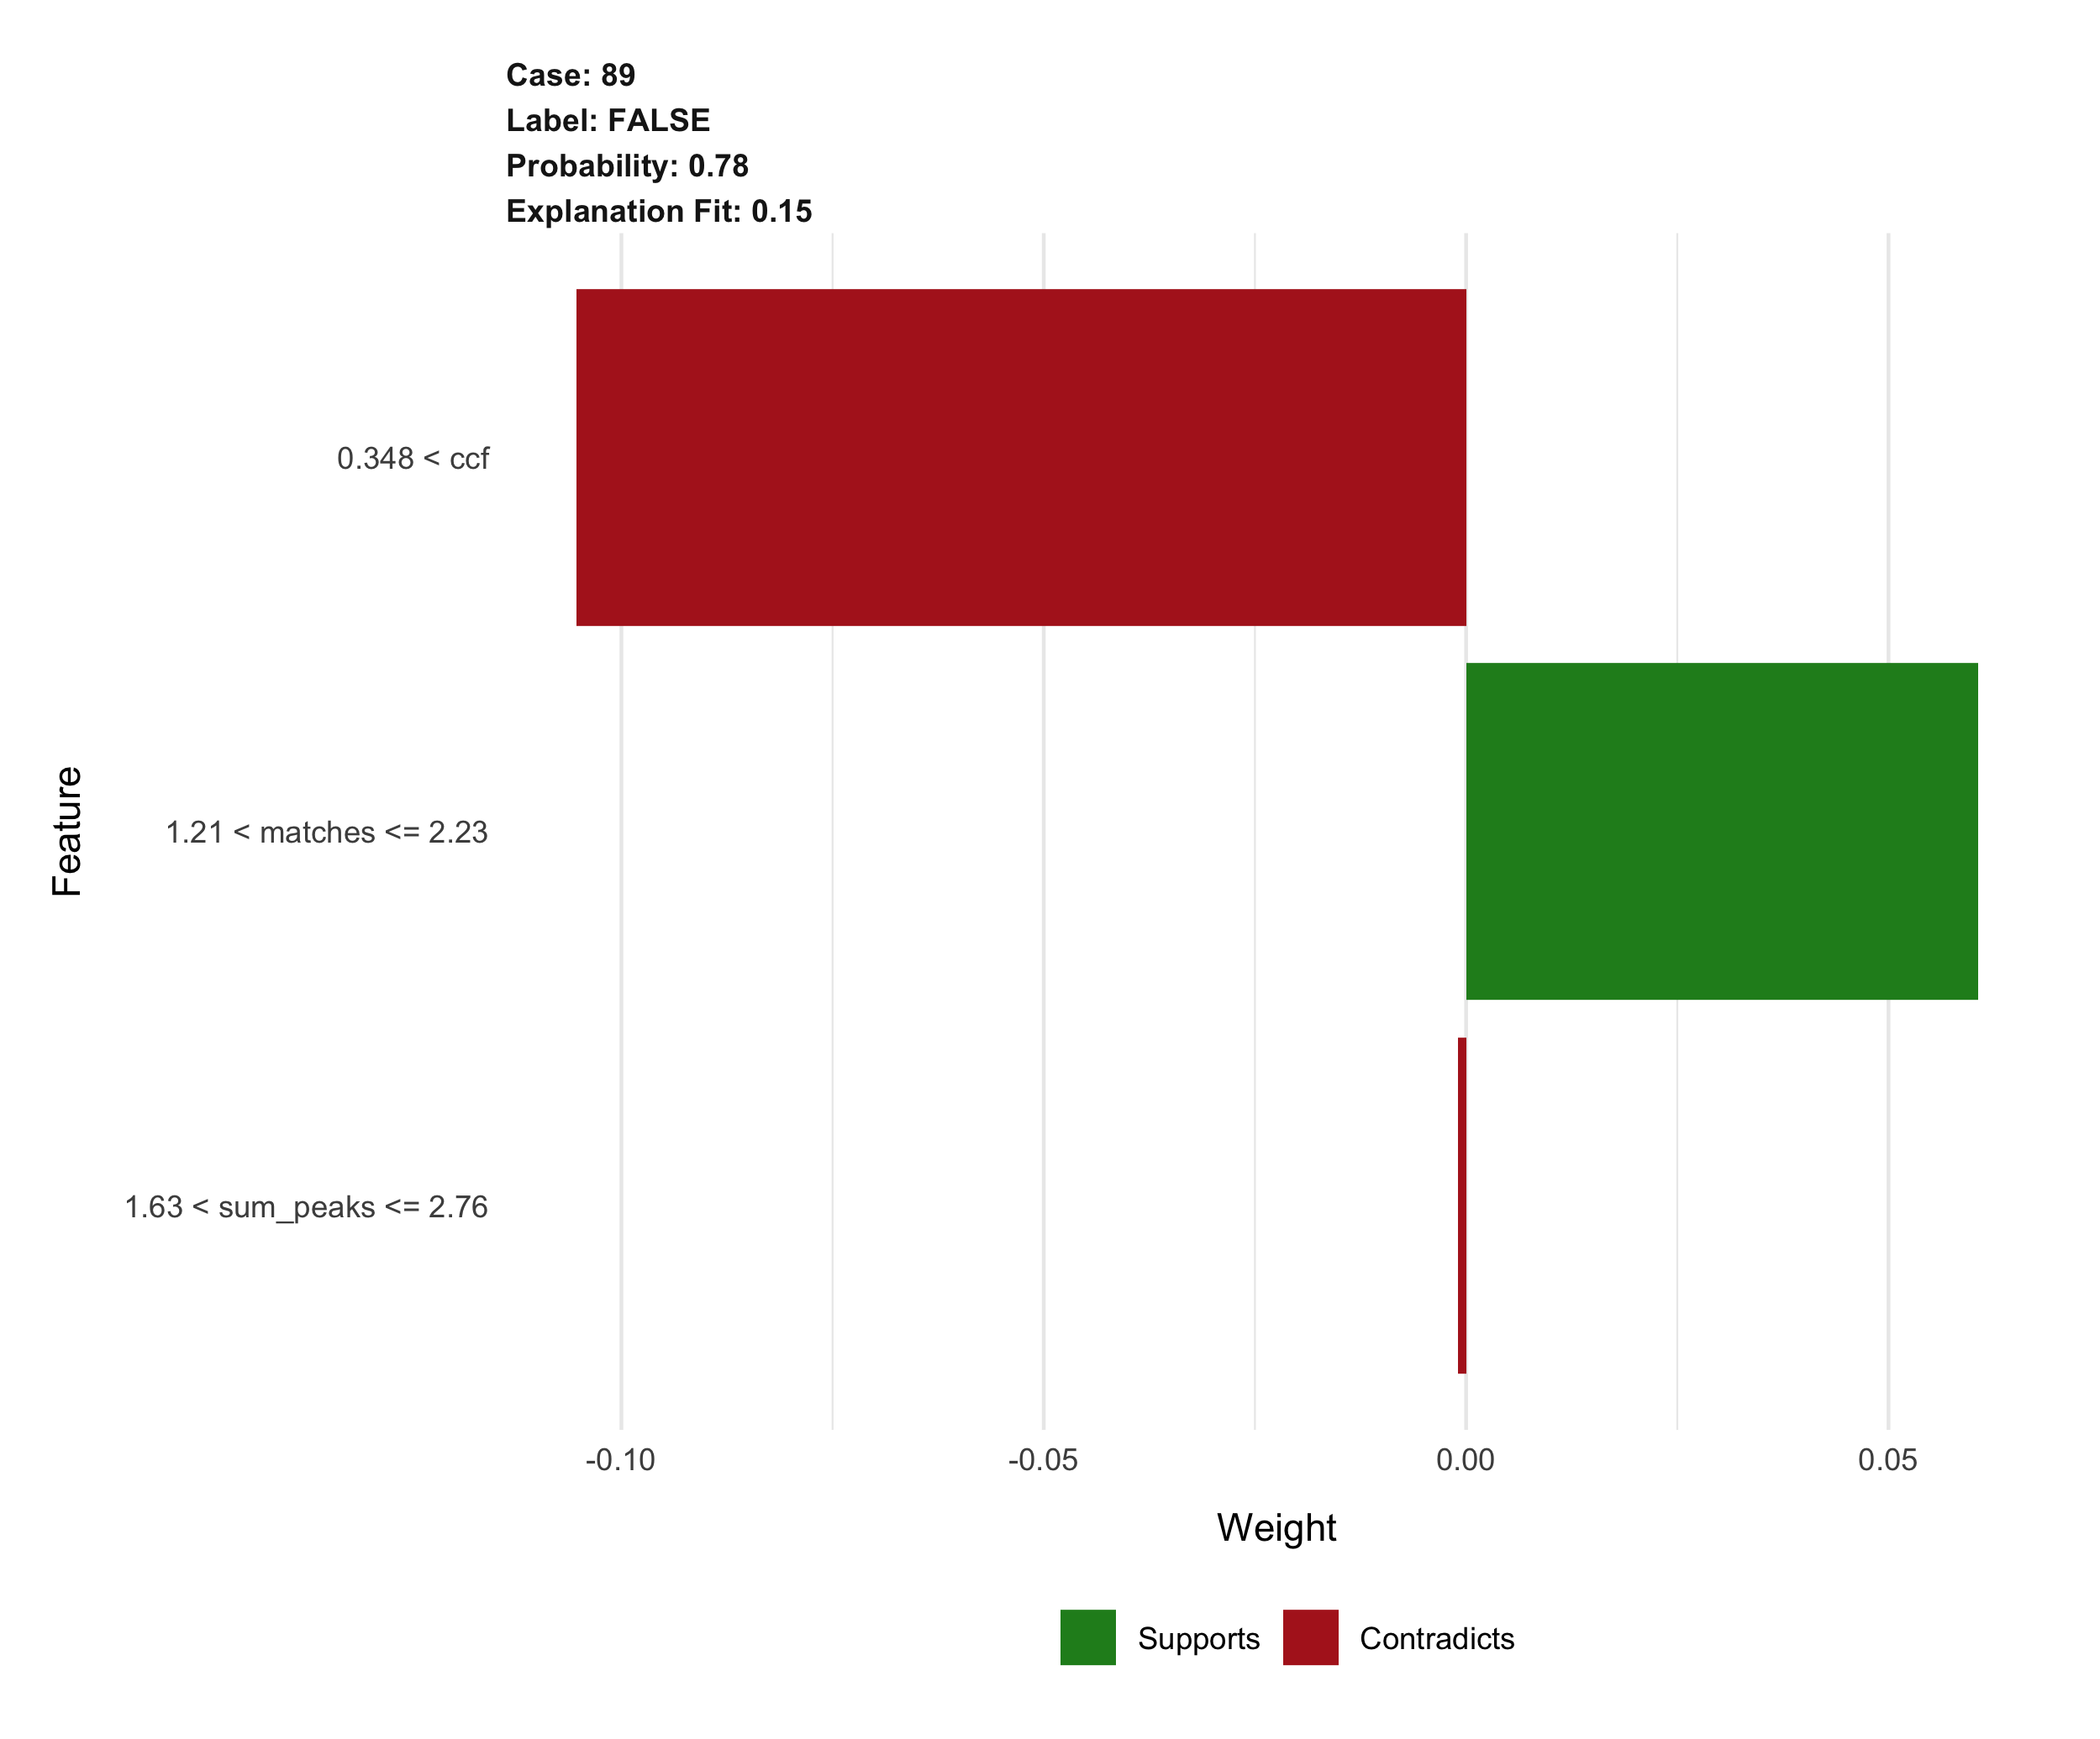 Case: 89
Label: FALSE
Probability: 0.78
Explanation Fit: 0.15
0.348 < ccf
1.21 < matches <= 2.23
1.63 < sum_peaks <= 2.76
Feature
-0.10 -0.05 0.00 0.05
Weight
Supports Contradicts